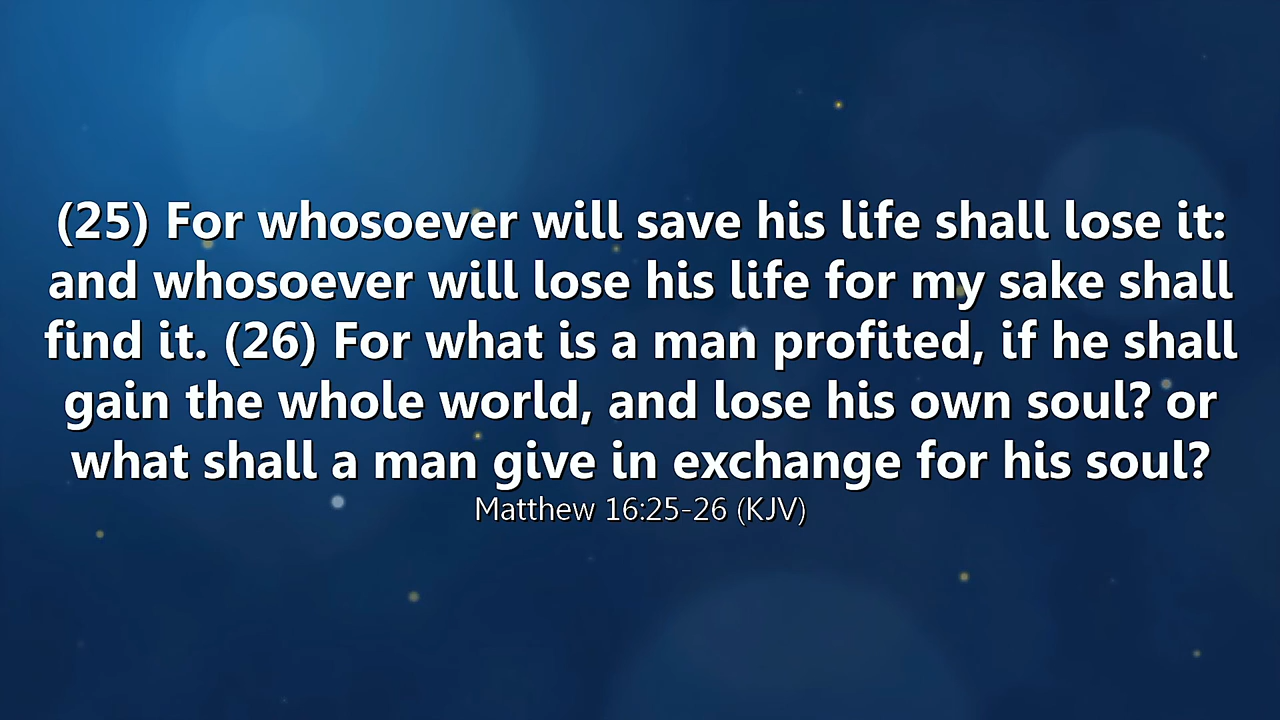 (25) For whosoever will save his life shall lose it:
and whosoever will lose his life for my sake shall
find it. (26) For what is a man profited, if he shall
gain the whole world, and lose his own soul? or
what shall a man give in exchange for his soul?
Matthew 16:25-26 (KJV)